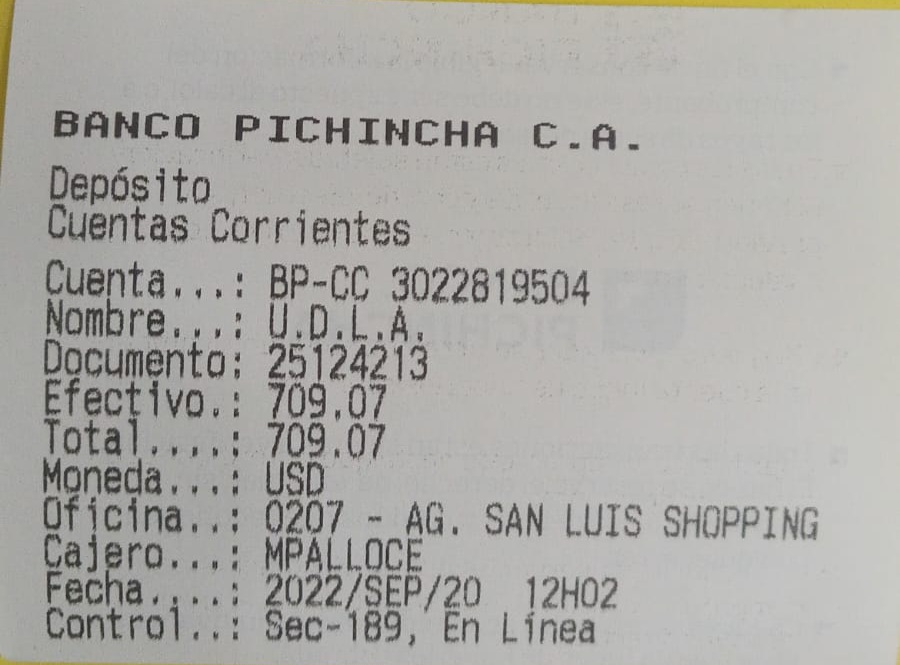 BANCO PICHINCHA C.A.
Depósito
Cuentas Corrientes
Cuenta...: BP-CC 3022819504
Nombre...: U.D.L.A.
Documento: 25124213
Efectivo.: 709.07
Total....: 709.07
Moneda...: USD
Oficina..: 0207 - AG. SAN LUIS SHOPPING
Cajero...: MPALLOCE
Fecha....: 2022/SEP/20 12H02
Control..: Sec-189, En Línea